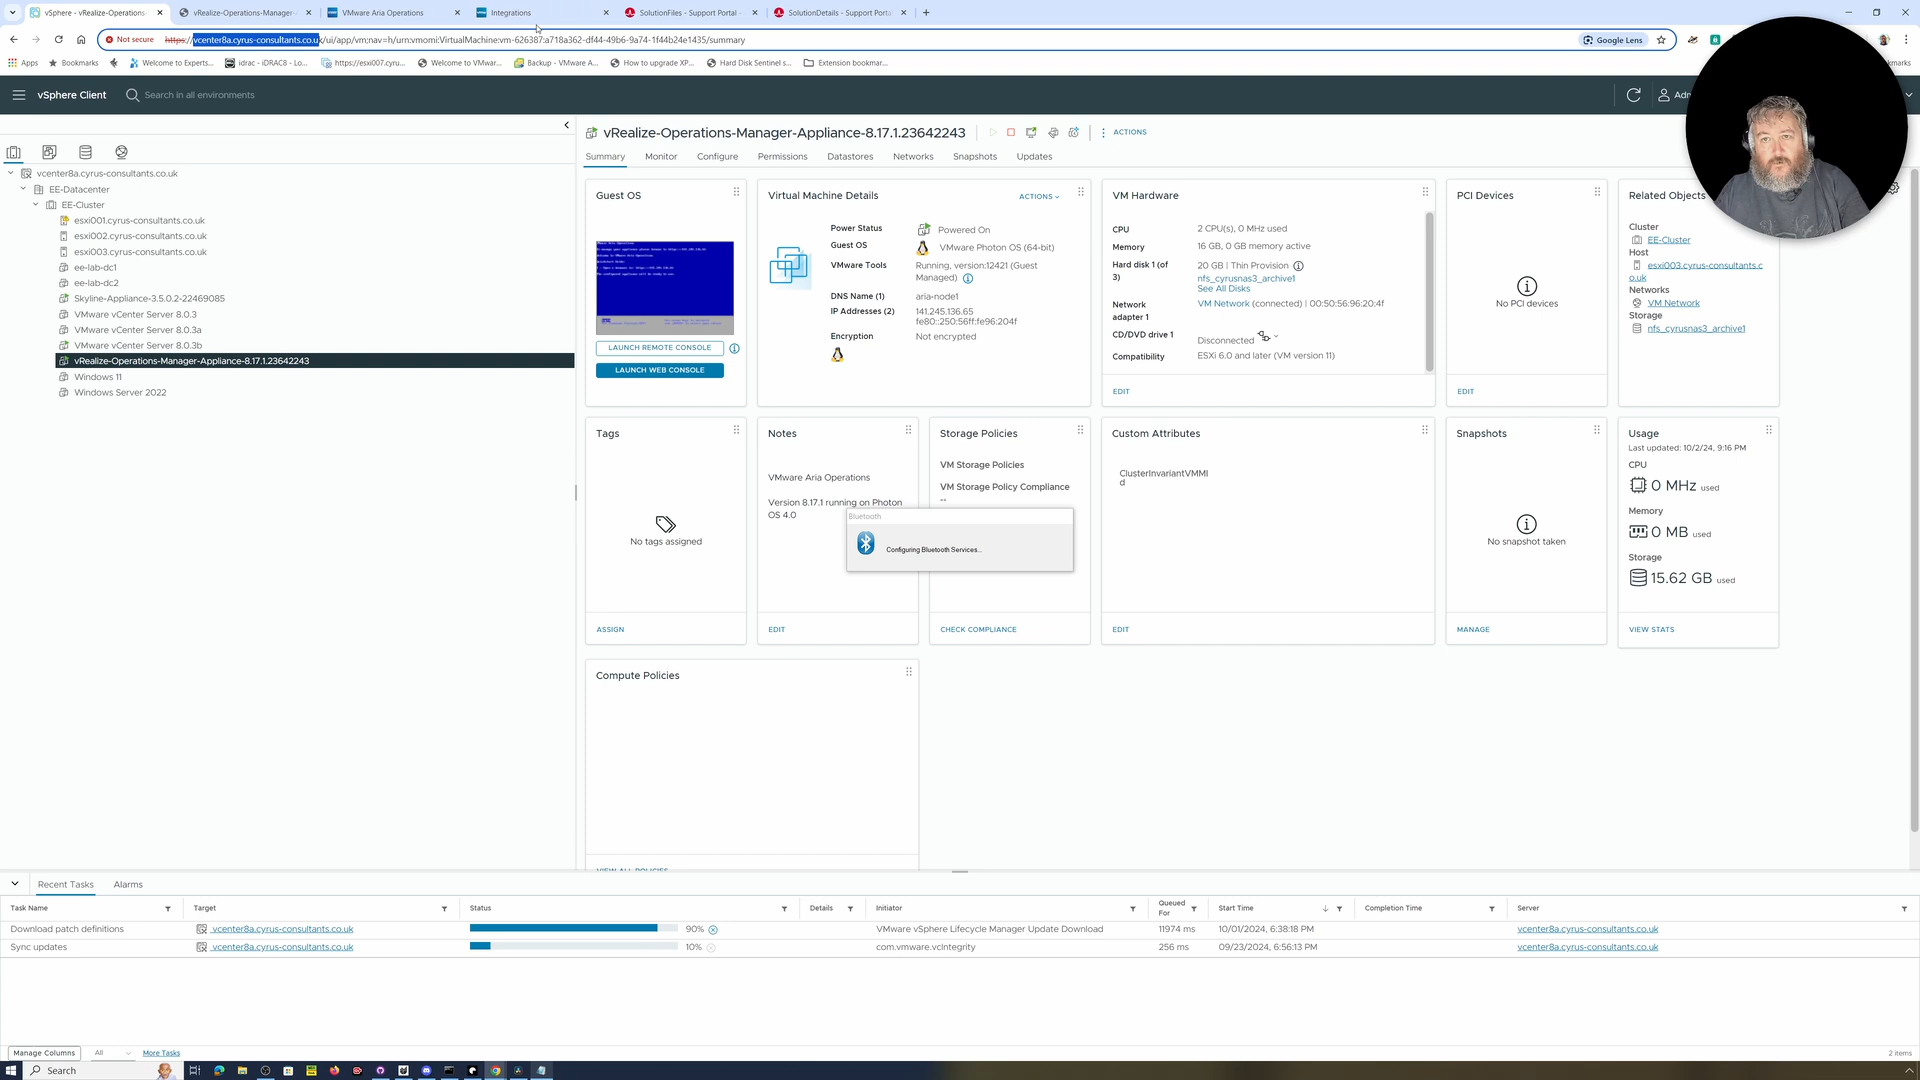 vSphere - vRealize-Operations-
vRealize-Operations-Manager-
VMware Aria Operations
Integrations
SolutionFiles - Support Portal -
SolutionDetails - Support Porta
Not secure
https://vcenter8a.cyrus-consultants.co.uk/ui/app/vm;nav=h/urn:vmomi:VirtualMachine:vm-626387:a718a362-df44-49b6-9a74-1f44b24e1435/summary
Google Lens
Apps
Bookmarks
Welcome to Experts...
idrac - iDRAC8 - Lo...
https://esxi007.cyru...
Welcome to VMwar...
Backup - VMware A...
How to upgrade XP...
Hard Disk Sentinel s...
Extension bookmar...
vSphere Client
Search in all environments
vRealize-Operations-Manager-Appliance-8.17.1.23642243
ACTIONS
Summary
Monitor
Configure
Permissions
Datastores
Networks
Snapshots
Updates
vcenter8a.cyrus-consultants.co.uk
EE-Datacenter
EE-Cluster
esxi001.cyrus-consultants.co.uk
esxi002.cyrus-consultants.co.uk
esxi003.cyrus-consultants.co.uk
ee-lab-dc1
ee-lab-dc2
Skyline-Appliance-3.5.0.2-22469085
VMware vCenter Server 8.0.3
VMware vCenter Server 8.0.3a
VMware vCenter Server 8.0.3b
vRealize-Operations-Manager-Appliance-8.17.1.23642243
Windows 11
Windows Server 2022
Guest OS
LAUNCH REMOTE CONSOLE
LAUNCH WEB CONSOLE
Virtual Machine Details
ACTIONS
Power Status
Powered On
Guest OS
VMware Photon OS (64-bit)
VMware Tools
Running, version:12421 (Guest
Managed)
DNS Name (1)
aria-node1
IP Addresses (2)
141.245.136.65
fe80::250:56ff:fe96:204f
Encryption
Not encrypted
VM Hardware
CPU
2 CPU(s), 0 MHz used
Memory
16 GB, 0 GB memory active
Hard disk 1 (of
3)
20 GB | Thin Provision
nfs_cyrusnas3_archive1
See All Disks
Network
adapter 1
VM Network (connected) | 00:50:56:96:20:4f
CD/DVD drive 1
Disconnected
Compatibility
ESXi 6.0 and later (VM version 11)
EDIT
PCI Devices
No PCI devices
EDIT
Related Objects
Cluster
EE-Cluster
Host
esxi003.cyrus-consultants.c
o.uk
Networks
VM Network
Storage
nfs_cyrusnas3_archive1
Tags
No tags assigned
ASSIGN
Notes
VMware Aria Operations
Version 8.17.1 running on Photon
OS 4.0
EDIT
Storage Policies
VM Storage Policies
VM Storage Policy Compliance
--
CHECK COMPLIANCE
Bluetooth
Configuring Bluetooth Services...
Custom Attributes
ClusterInvariantVMMI
d
EDIT
Snapshots
No snapshot taken
MANAGE
Usage
Last updated: 10/2/24, 9:16 PM
CPU
0 MHz used
Memory
0 MB used
Storage
15.62 GB used
VIEW STATS
Compute Policies
Recent Tasks
Alarms
Task Name
Target
Status
Details
Initiator
Queued
For
Start Time
Completion Time
Server
Download patch definitions
vcenter8a.cyrus-consultants.co.uk
90%
VMware vSphere Lifecycle Manager Update Download
11974 ms
10/01/2024, 6:38:18 PM
vcenter8a.cyrus-consultants.co.uk
Sync updates
vcenter8a.cyrus-consultants.co.uk
10%
com.vmware.vcIntegrity
256 ms
09/23/2024, 6:56:13 PM
vcenter8a.cyrus-consultants.co.uk
Manage Columns
All
More Tasks
2 items
Search